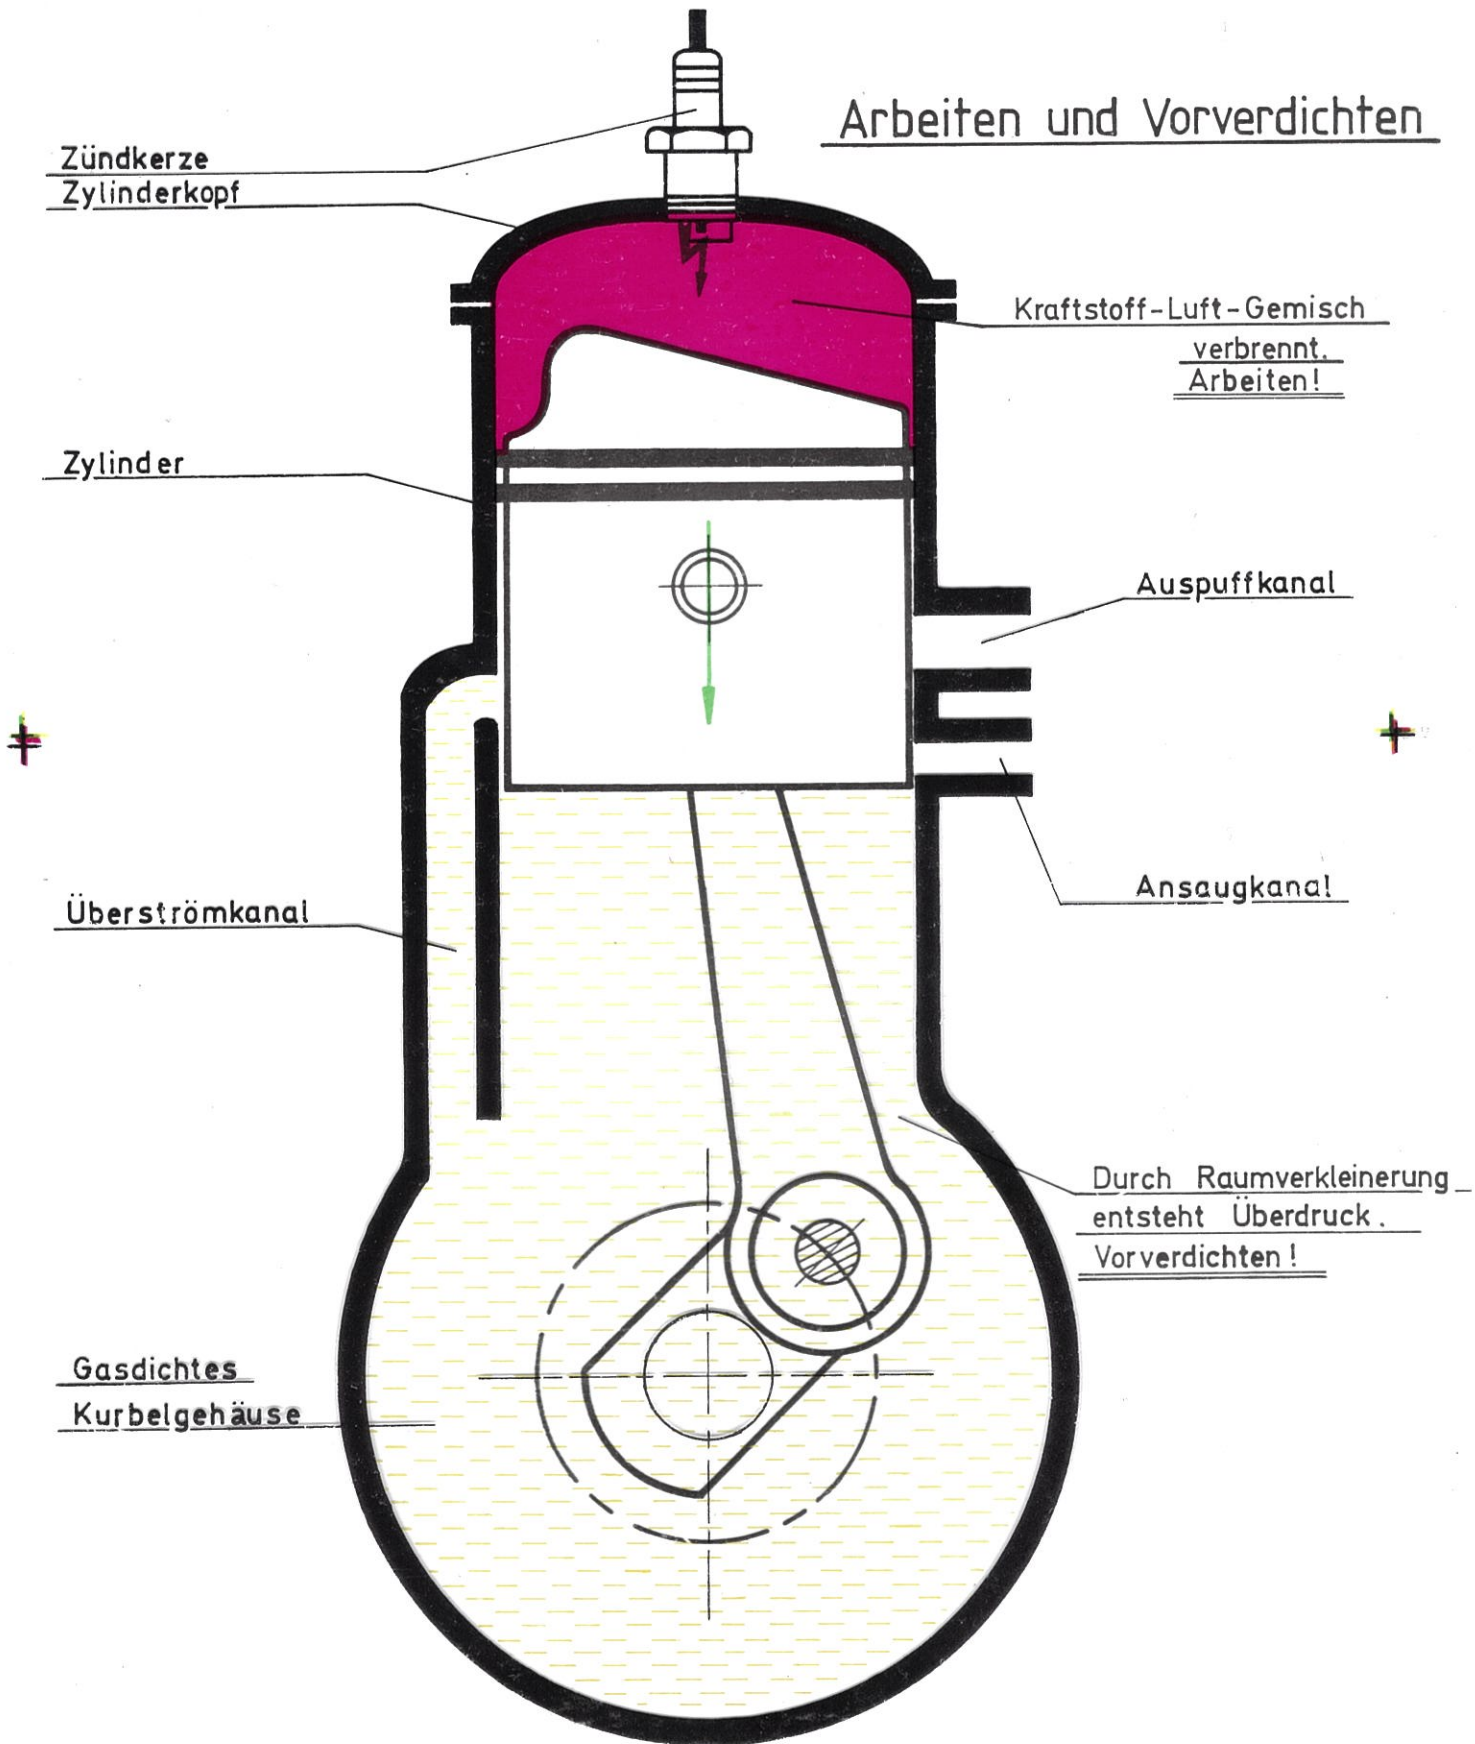 Arbeiten und Vorverdichten
Zündkerze
Zylinderkopf
Kraftstoff-Luft-Gemisch
verbrennt.
Arbeiten!
Zylinder
Auspuffkanal
Ansaugkanal
Überströmkanal
Durch Raumverkleinerung
entsteht Überdruck.
Vorverdichten!
Gasdichtes
Kurbelgehäuse